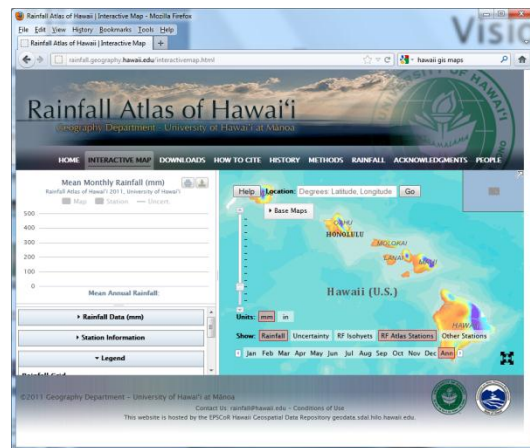 Rainfall Atlas of Hawaii | Interactive Map - Mozilla Firefox
File Edit View History Bookmarks Tools Help
Visio
Rainfall Atlas of Hawaii | Interactive Map +
rainfall.geography.hawaii.edu/interactivemap.html
hawaii gis maps
Rainfall Atlas of Hawai‘i
Geography Department - University of Hawai‘i at Mānoa
HOME INTERACTIVE MAP DOWNLOADS HOW TO CITE HISTORY METHODS RAINFALL ACKNOWLEDGMENTS PEOPLE
Mean Monthly Rainfall (mm)
Rainfall Atlas of Hawai‘i 2011, University of Hawai‘i
Map Station Uncert.
500
400
300
200
100
0
Mean Annual Rainfall:
Rainfall Data (mm)
Station Information
Legend
Help Location: Degrees: Latitude, Longitude Go
Base Maps
OAHU
HONOLULU
MOLOKAI
LANAI
MAUI
Hawaii (U.S.)
HAWAII
Units: mm in
Show: Rainfall Uncertainty RF Isohyets RF Atlas Stations Other Stations
Jan Feb Mar Apr May Jun Jul Aug Sep Oct Nov Dec Ann
©2011 Geography Department – University of Hawai‘i at Mānoa
Contact Us: rainfall@hawaii.edu – Conditions of Use
This website is hosted by the EPSCoR Hawaii Geospatial Data Repository geodata.sdal.hilo.hawaii.edu.